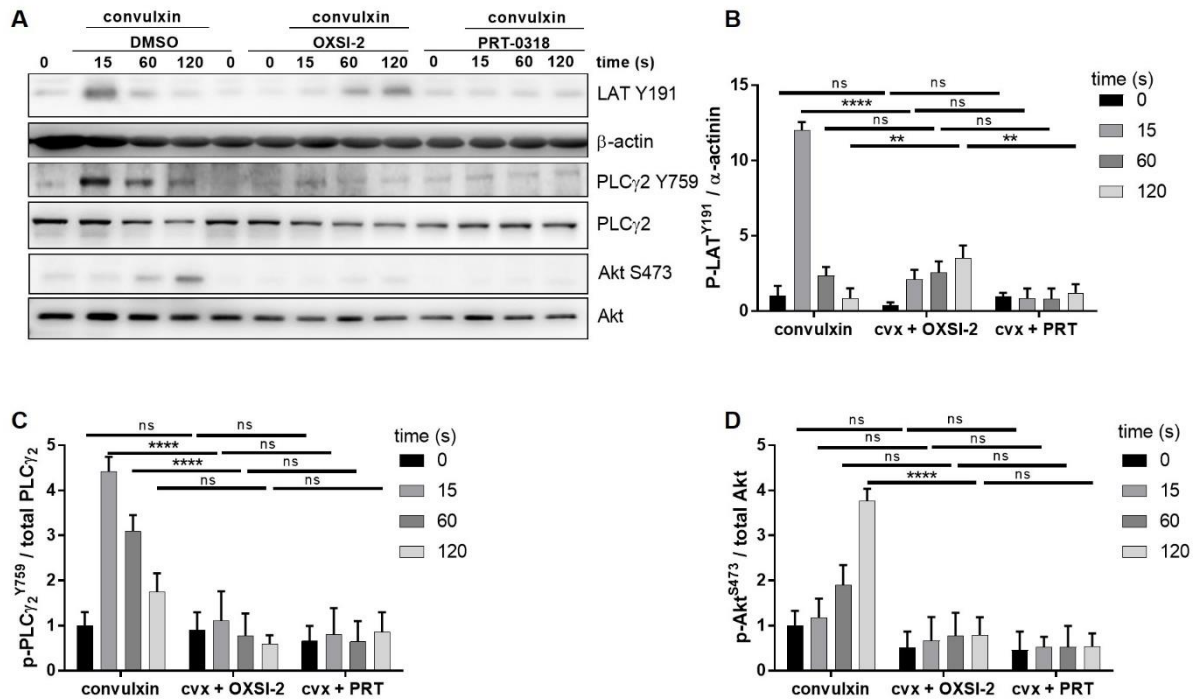 A
convulxin convulxin convulxin
DMSO OXSI-2 PRT-0318
0 15 60 120 0 0 15 60 120 0 15 60 120 time (s)
LAT Y191
β-actin
PLCγ2 Y759
PLCγ2
Akt S473
Akt
B
P-LAT^Y191 / α-actinin
15
10
5
0
ns ns
**** ns
ns ns
** **
convulxin cvx + OXSI-2 cvx + PRT
time (s)
0
15
60
120
C
p-PLCγ₂^Y759 / total PLCγ₂
5
4
3
2
1
0
ns ns
**** ns
**** ns
ns ns
convulxin cvx + OXSI-2 cvx + PRT
time (s)
0
15
60
120
D
p-Akt^S473 / total Akt
5
4
3
2
1
0
ns ns
ns ns
ns ns
**** ns
convulxin cvx + OXSI-2 cvx + PRT
time (s)
0
15
60
120